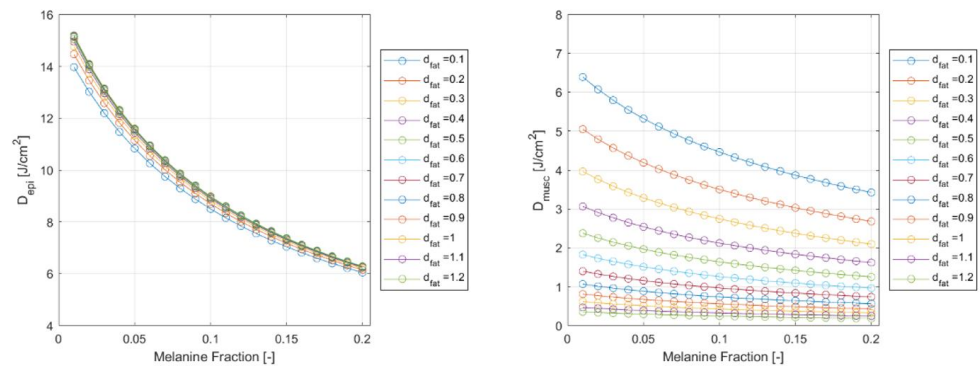 16
14
12
10
8
6
4
D_epi [J/cm²]
0
0.05
0.1
0.15
0.2
Melanine Fraction [-]
d_fat =0.1
d_fat =0.2
d_fat =0.3
d_fat =0.4
d_fat =0.5
d_fat =0.6
d_fat =0.7
d_fat =0.8
d_fat =0.9
d_fat =1
d_fat =1.1
d_fat =1.2
8
7
6
5
4
3
2
1
0
D_musc [J/cm²]
0
0.05
0.1
0.15
0.2
Melanine Fraction [-]
d_fat =0.1
d_fat =0.2
d_fat =0.3
d_fat =0.4
d_fat =0.5
d_fat =0.6
d_fat =0.7
d_fat =0.8
d_fat =0.9
d_fat =1
d_fat =1.1
d_fat =1.2